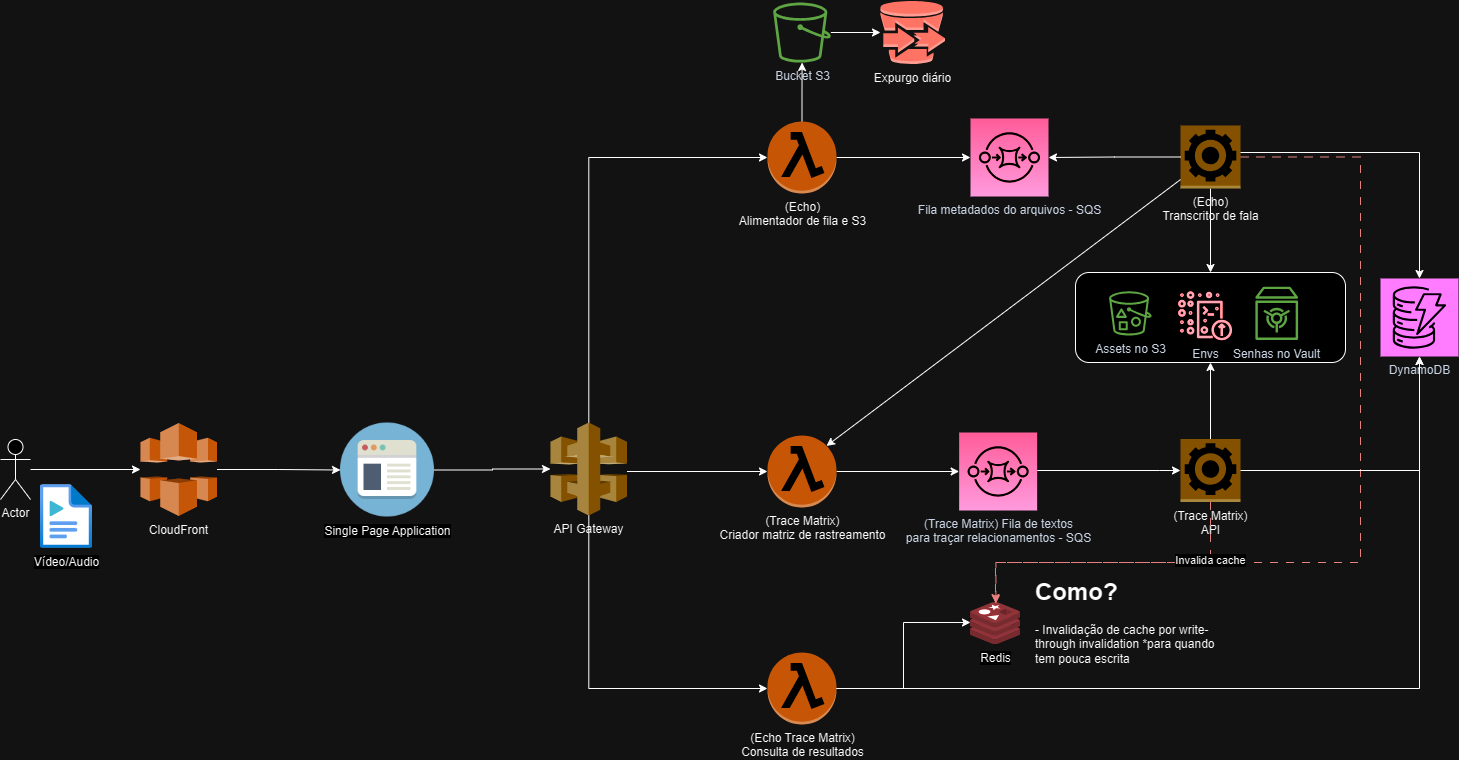 Bucket S3
Expurgo diário
(Echo)
Alimentador de fila e S3
Fila metadados do arquivos - SQS
(Echo)
Transcritor de fala
Assets no S3
Envs
Senhas no Vault
DynamoDB
Actor
Vídeo/Audio
CloudFront
Single Page Application
API Gateway
(Trace Matrix)
Criador matriz de rastreamento
(Trace Matrix) Fila de textos
para traçar relacionamentos - SQS
(Trace Matrix)
API
Invalida cache
Redis
Como?
- Invalidação de cache por write-
through invalidation *para quando
tem pouca escrita
(Echo Trace Matrix)
Consulta de resultados